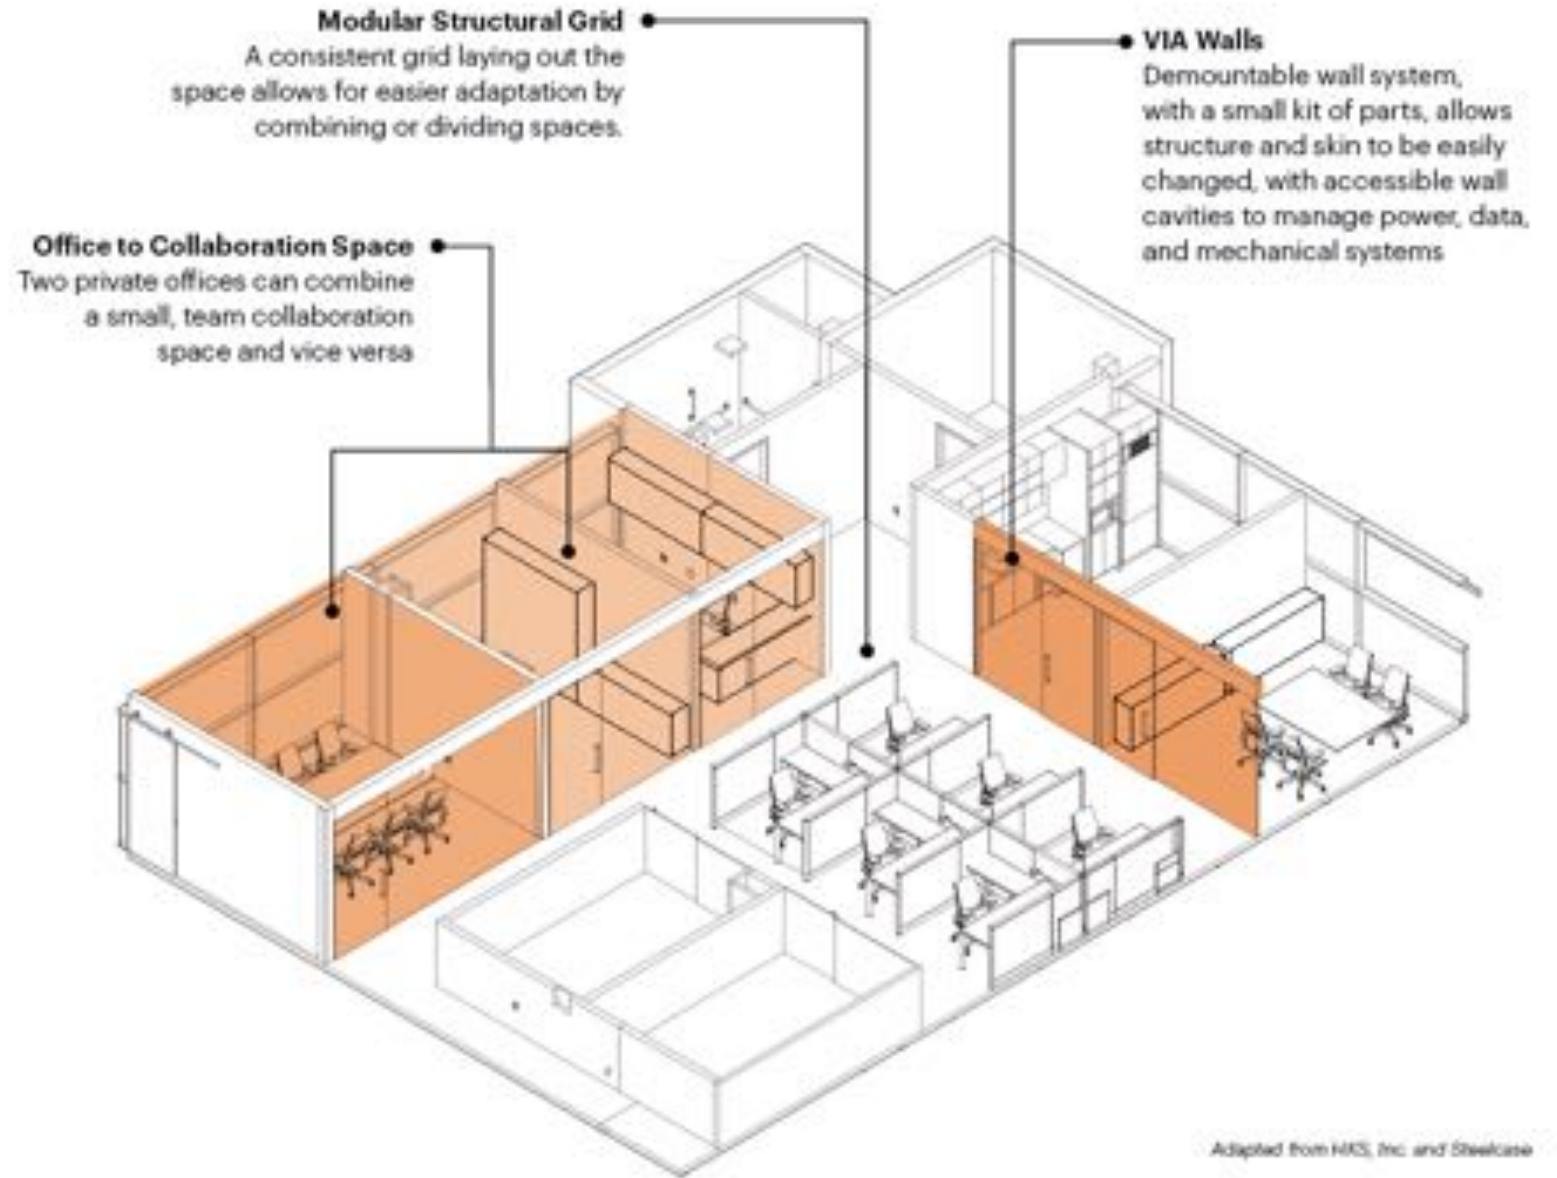 Modular Structural Grid
A consistent grid laying out the
space allows for easier adaptation by
combining or dividing spaces.
VIA Walls
Demountable wall system,
with a small kit of parts, allows
structure and skin to be easily
changed, with accessible wall
cavities to manage power, data,
and mechanical systems
Office to Collaboration Space
Two private offices can combine
a small, team collaboration
space and vice versa
Adapted from HKS, Inc. and Steelcase